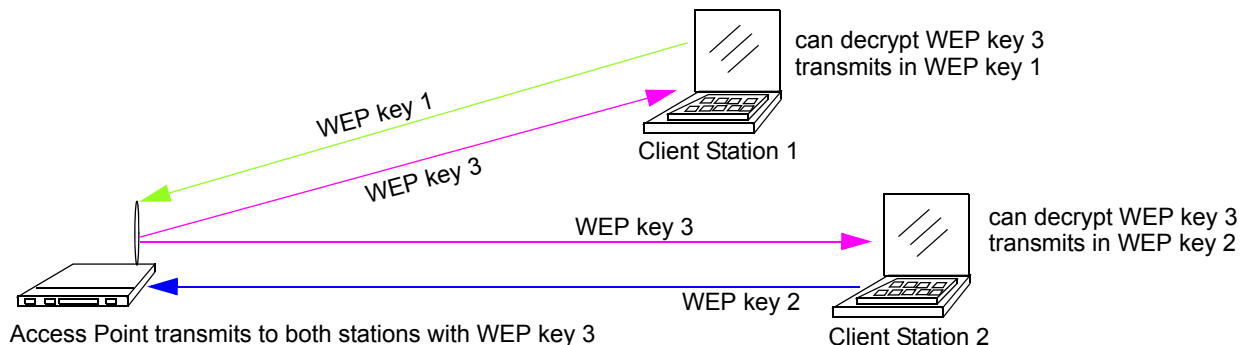 can decrypt WEP key 3
transmits in WEP key 1
WEP key 1
Client Station 1
WEP key 3
WEP key 3
can decrypt WEP key 3
transmits in WEP key 2
WEP key 2
Access Point transmits to both stations with WEP key 3
Client Station 2